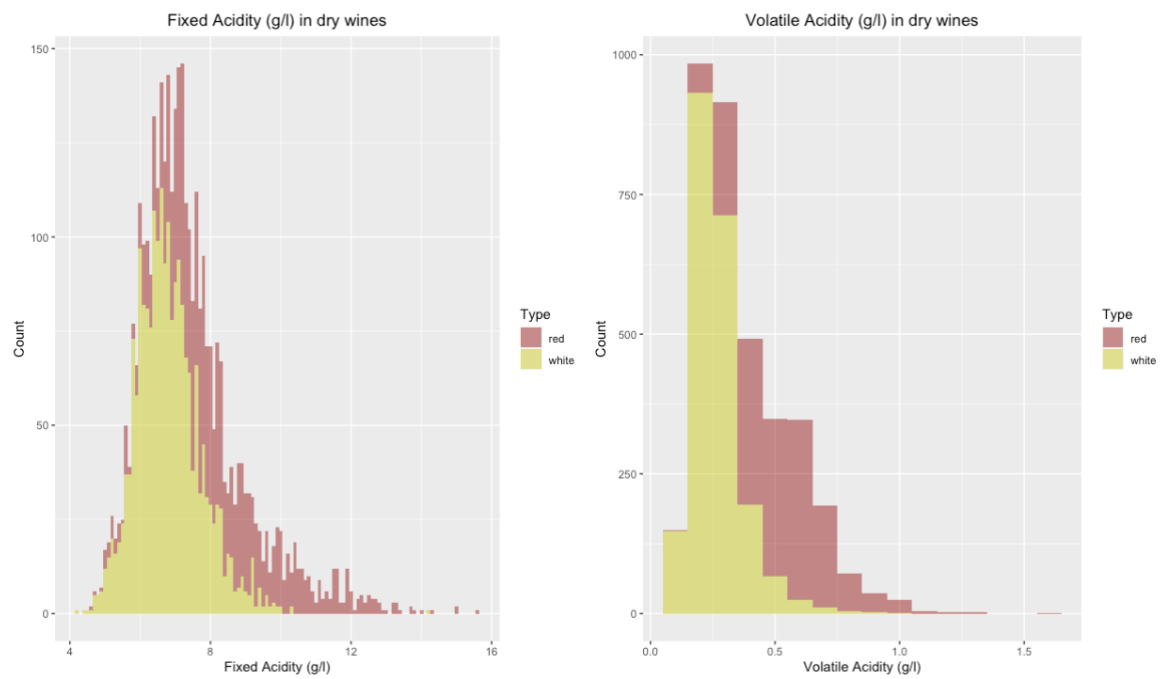 Fixed Acidity (g/l) in dry wines
150
100
50
0
Count
4
8
12
16
Fixed Acidity (g/l)
Type
red
white
Volatile Acidity (g/l) in dry wines
1000
750
500
250
0
Count
0.0
0.5
1.0
1.5
Volatile Acidity (g/l)
Type
red
white